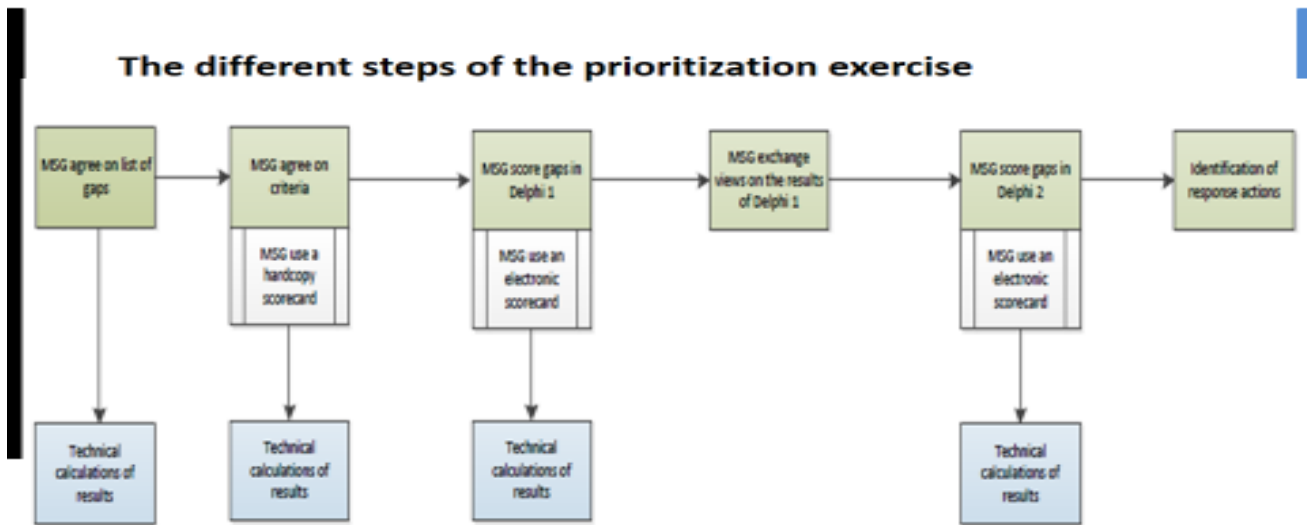 The different steps of the prioritization exercise
MSG agree on list of
gaps
MSG agree on
criteria
MSG score gaps in
Delphi 1
MSG exchange
views on the results
of Delphi 1
MSG score gaps in
Delphi 2
Identification of
response actions
MSG use a
hardcopy
scorecard
MSG use an
electronic
scorecard
MSG use an
electronic
scorecard
Technical
calculations of
results
Technical
calculations of
results
Technical
calculations of
results
Technical
calculations of
results